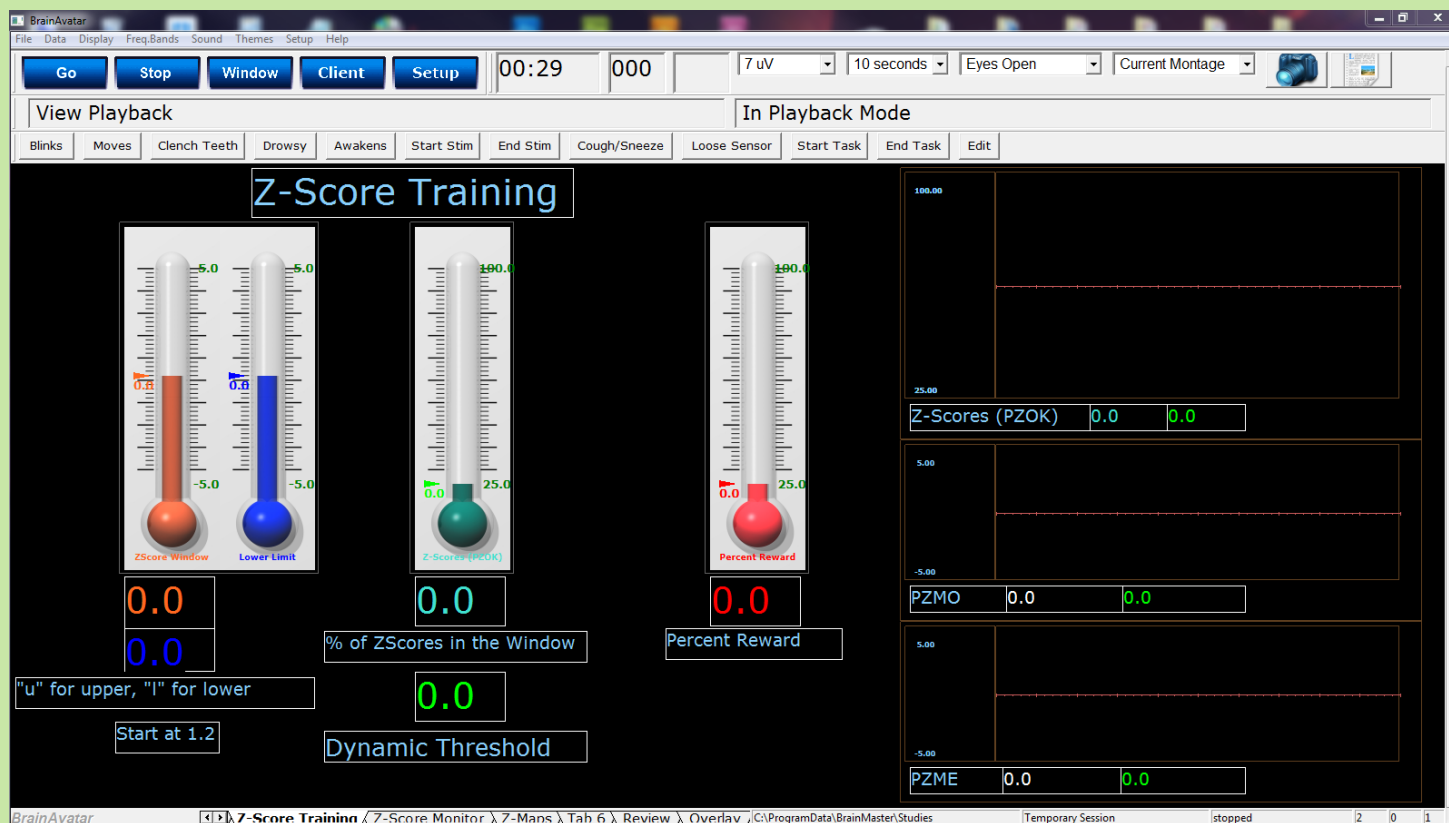 BrainAvatar
File Data Display Freq.Bands Sound Themes Setup Help
Go Stop Window Client Setup 00:29 000 7 uV 10 seconds Eyes Open Current Montage
View Playback In Playback Mode
Blinks Moves Clench Teeth Drowsy Awakens Start Stim End Stim Cough/Sneeze Loose Sensor Start Task End Task Edit
Z-Score Training
5.0 5.0 100.0 100.0
0.0 0.0
-5.0 -5.0 0.0 25.0 0.0 25.0
ZScore Window Lower Limit Z-Scores (PZOK) Percent Reward
0.0 0.0 0.0
0.0
% of ZScores in the Window
Percent Reward
"u" for upper, "l" for lower
0.0
Start at 1.2
Dynamic Threshold
100.00
25.00
Z-Scores (PZOK) 0.0 0.0
5.00
-5.00
PZMO 0.0 0.0
5.00
-5.00
PZME 0.0 0.0
BrainAvatar Z-Score Training Z-Score Monitor Z-Maps Tab 6 Review Overlay C:\ProgramData\BrainMaster\Studies Temporary Session stopped 2 0 1